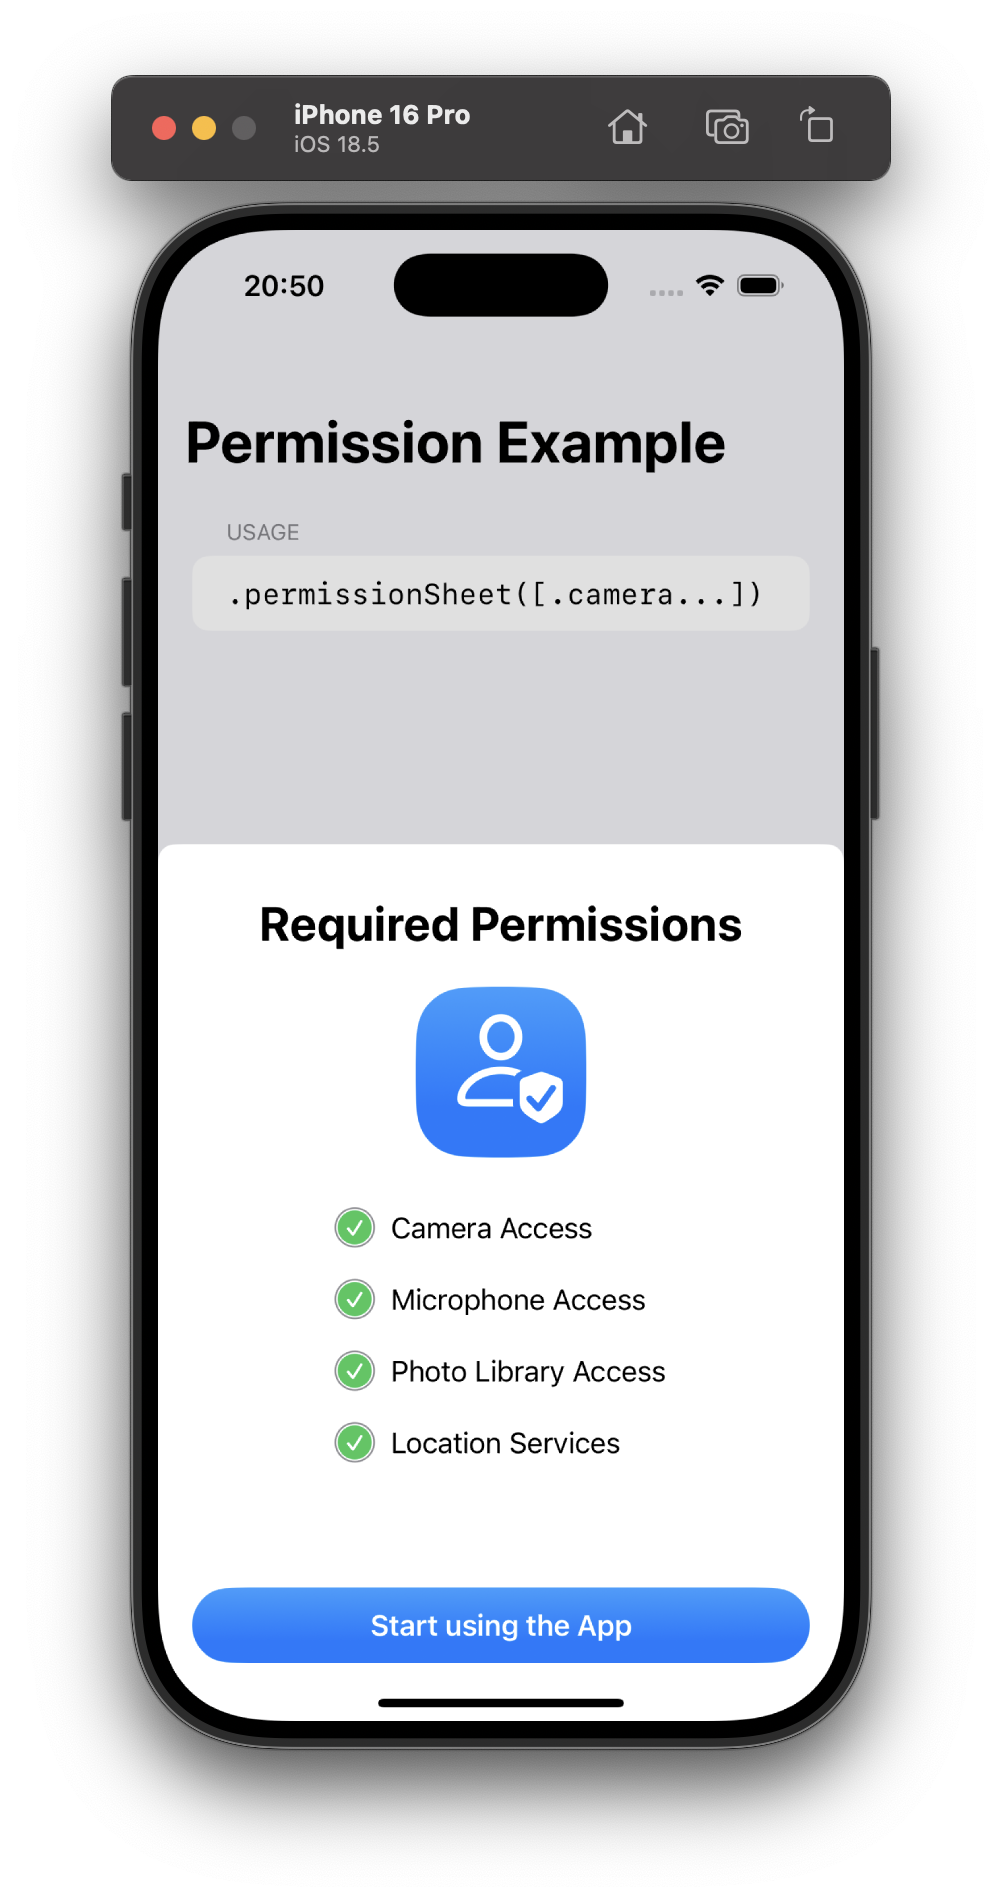 iPhone 16 Pro
iOS 18.5
20:50
Permission Example
USAGE
.permissionSheet([.camera...])
Required Permissions
Camera Access
Microphone Access
Photo Library Access
Location Services
Start using the App